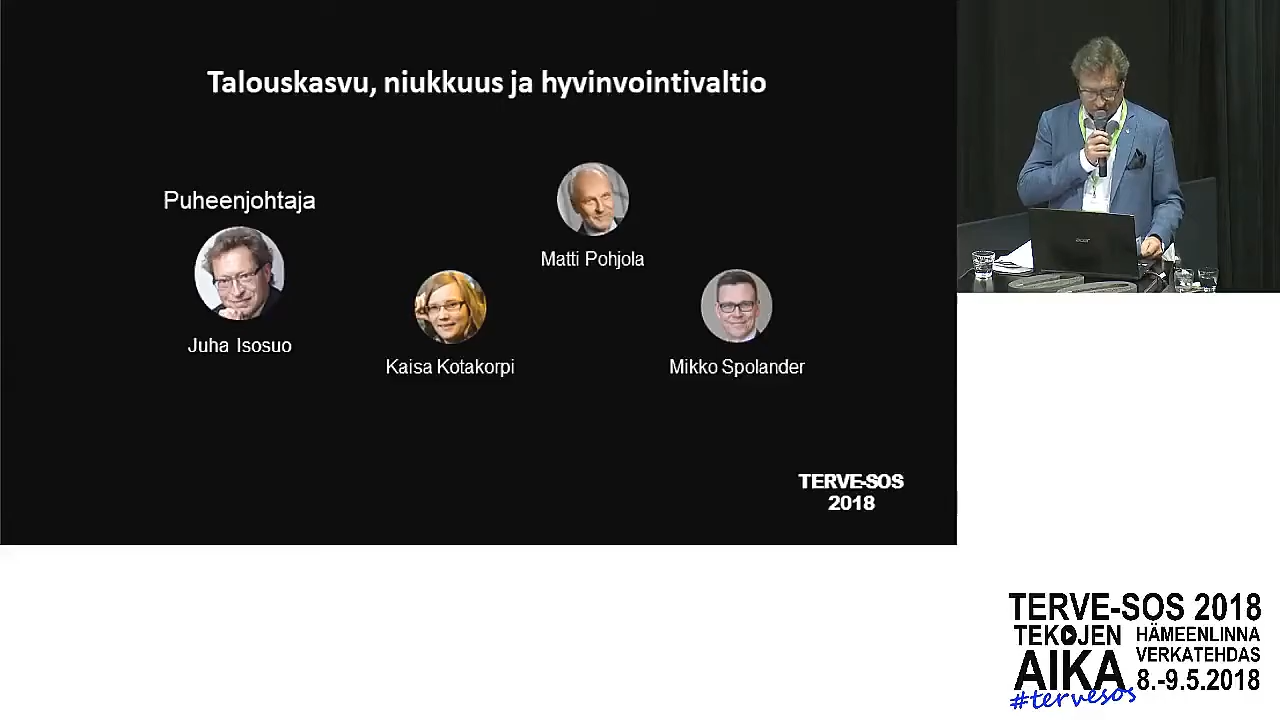 Talouskasvu, niukkuus ja hyvinvointivaltio
Puheenjohtaja
Juha Isosuo
Kaisa Kotakorpi
Matti Pohjola
Mikko Spolander
TERVE-SOS
2018
acer
TERVE-SOS 2018
TEKOJEN
AIKA
HÄMEENLINNA
VERKATEHDAS
8.-9.5.2018
#tervesos